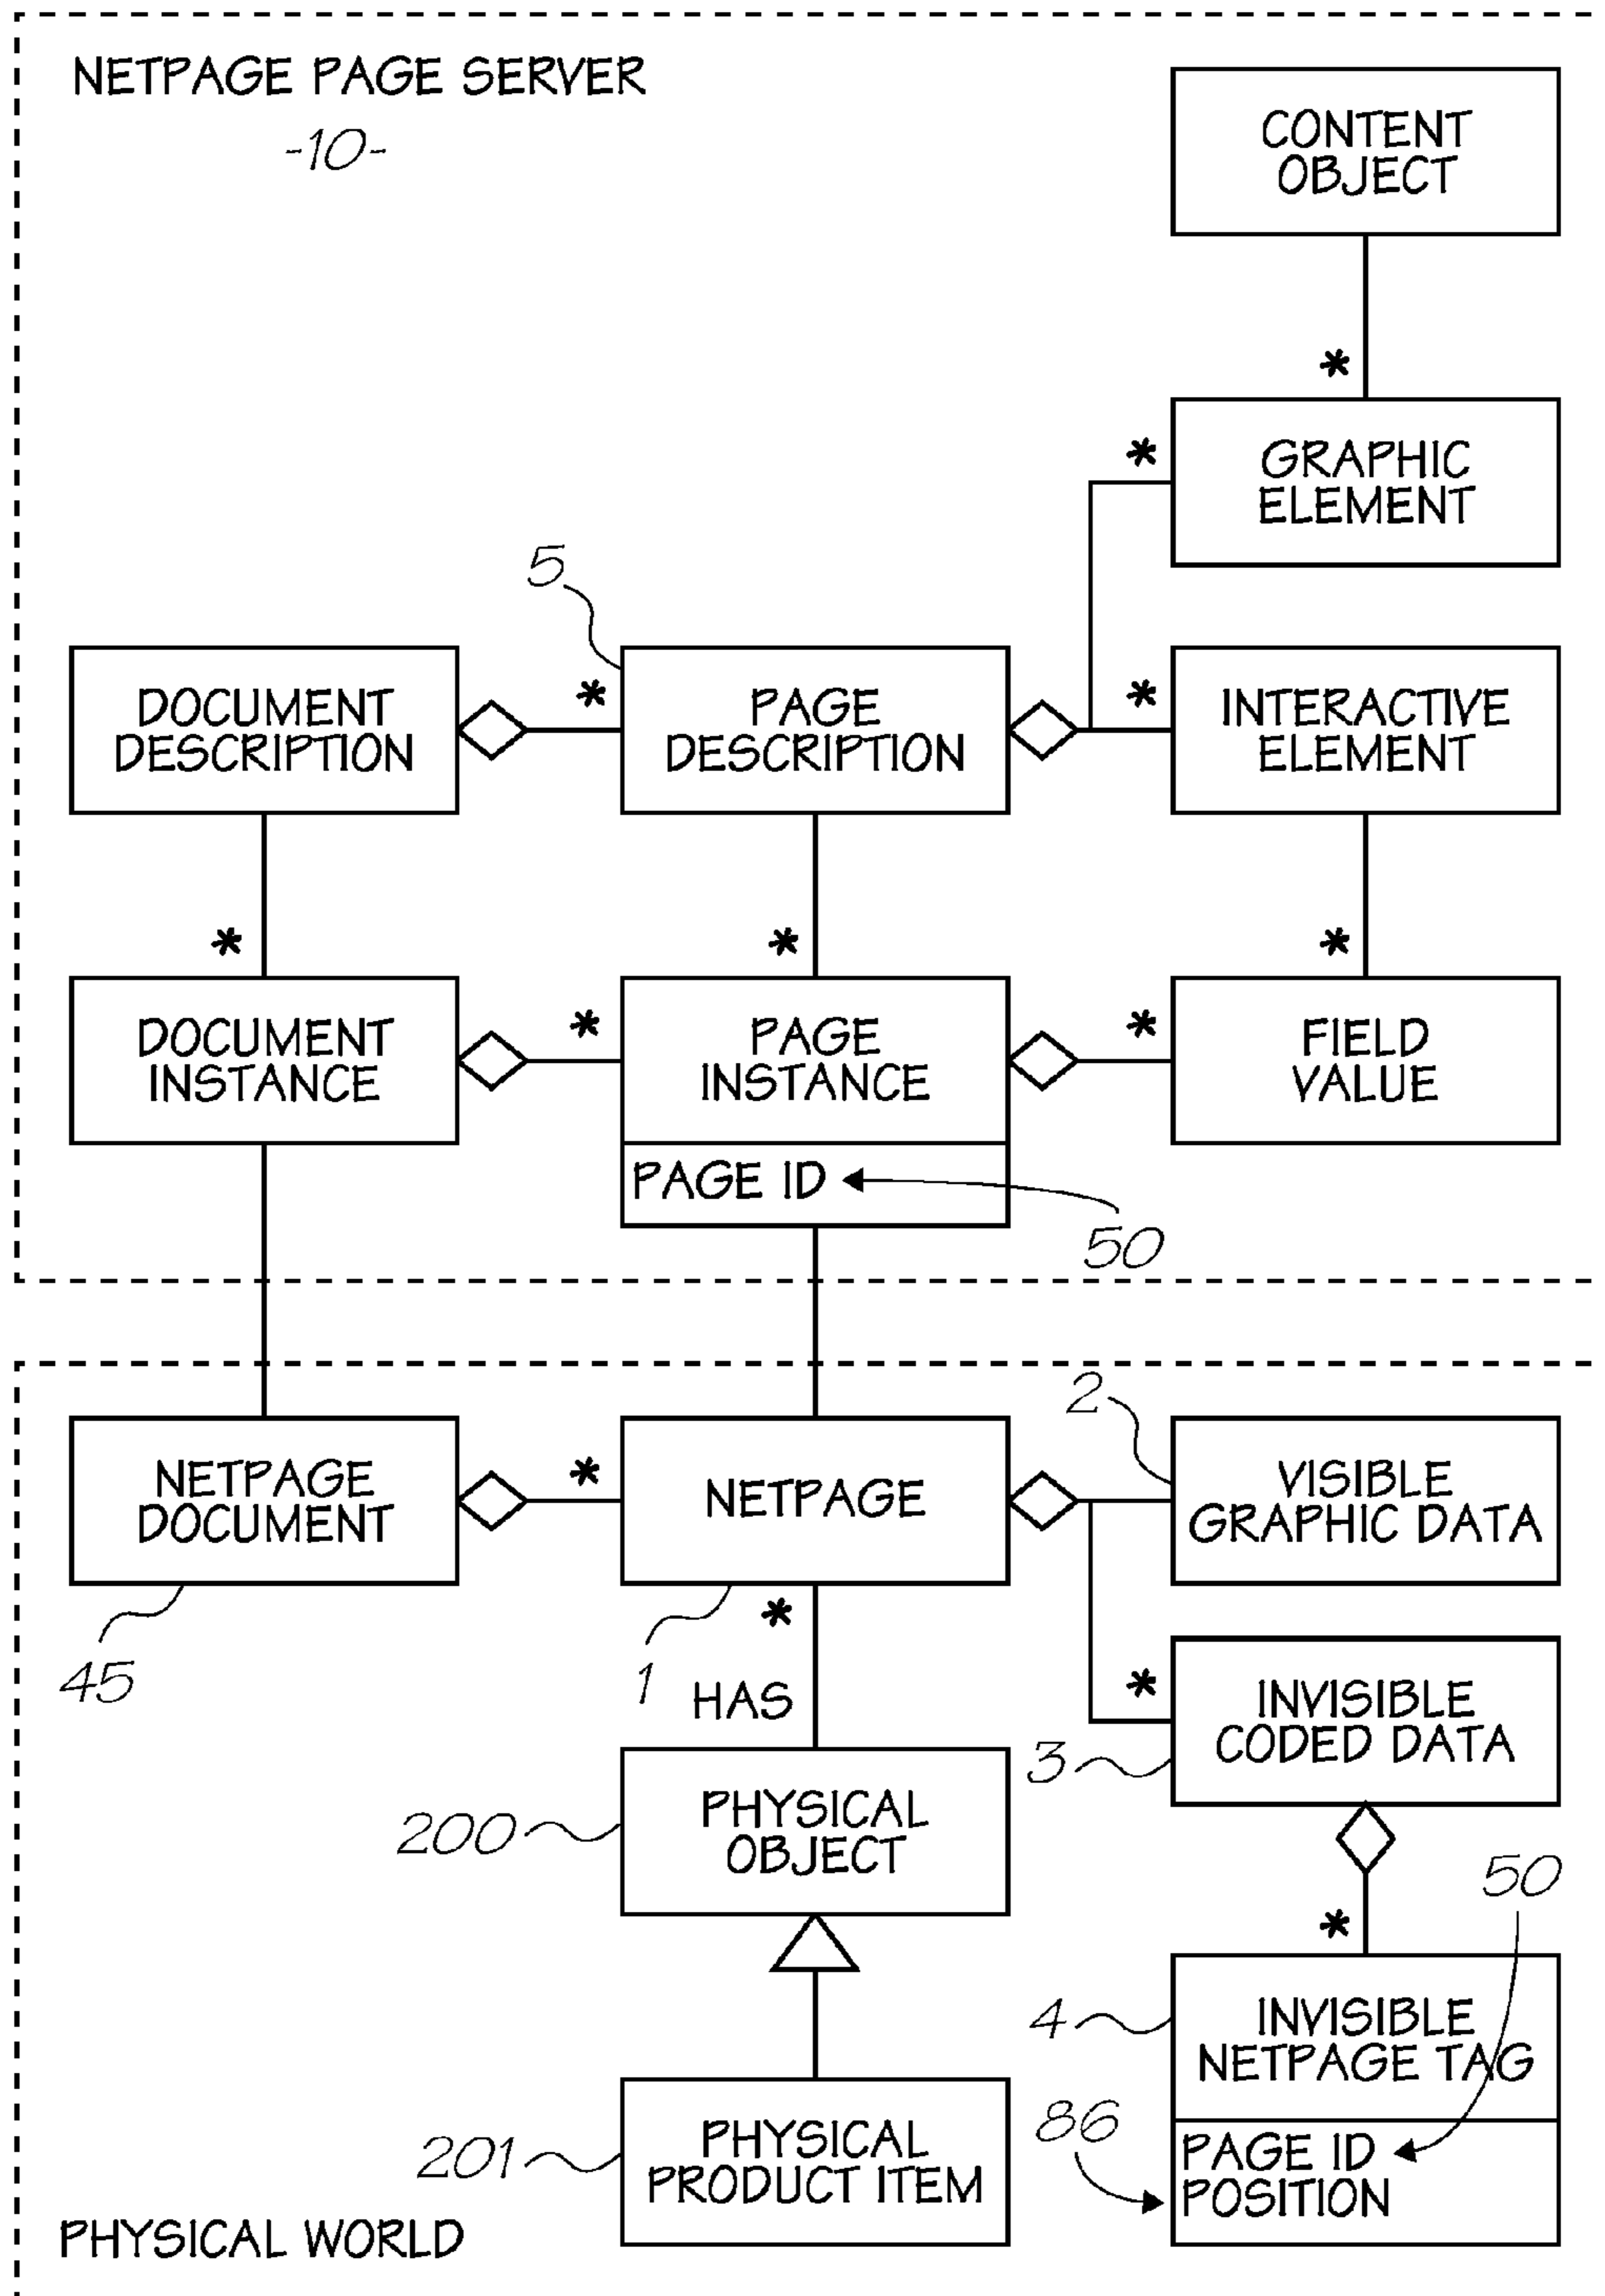 NETPAGE PAGE SERVER
-10-
CONTENT
OBJECT
*
*
GRAPHIC
ELEMENT
5
DOCUMENT
DESCRIPTION
*
PAGE
DESCRIPTION
*
INTERACTIVE
ELEMENT
*
*
*
DOCUMENT
INSTANCE
*
PAGE
INSTANCE
*
FIELD
VALUE
PAGE ID
50
2
NETPAGE
DOCUMENT
*
NETPAGE
VISIBLE
GRAPHIC DATA
45
1
*
HAS
*
INVISIBLE
CODED DATA
3
200
PHYSICAL
OBJECT
50
*
4
INVISIBLE
NETPAGE TAG
201
PHYSICAL
PRODUCT ITEM
86
PAGE ID
POSITION
PHYSICAL WORLD